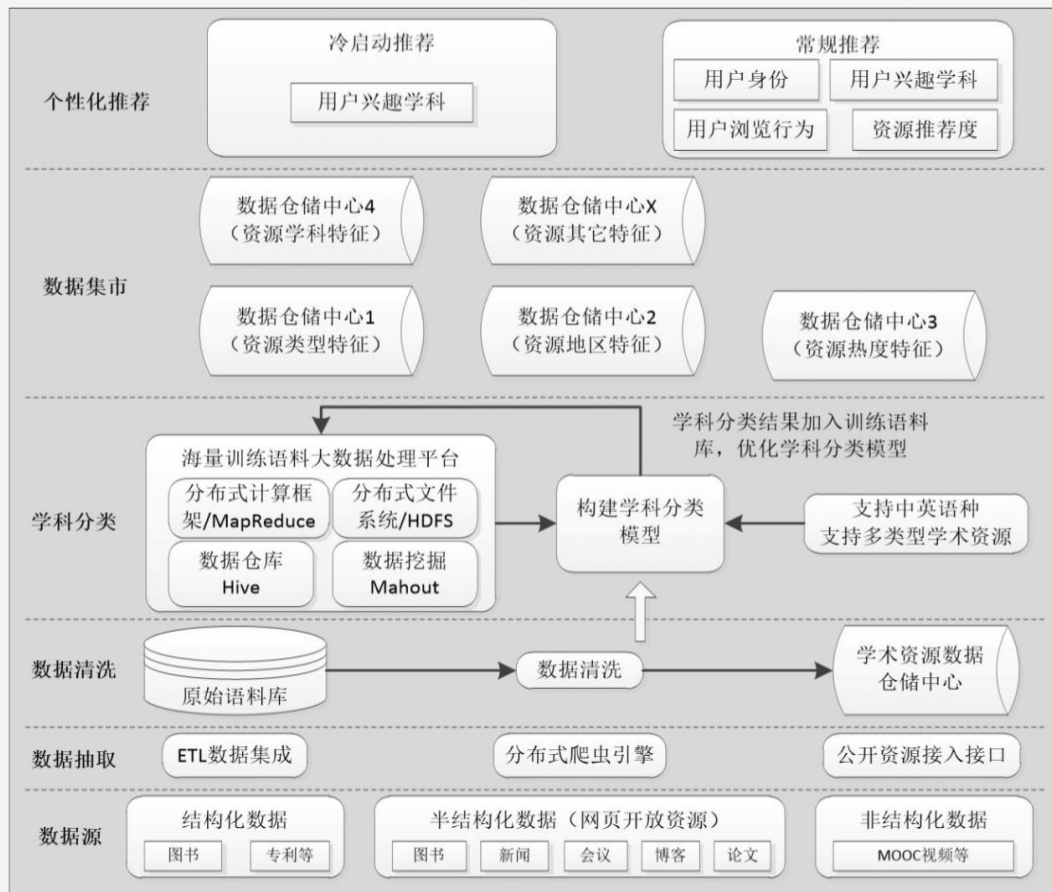 个性化推荐
冷启动推荐
用户兴趣学科
常规推荐
用户身份
用户兴趣学科
用户浏览行为
资源推荐度
数据集市
数据仓储中心4
（资源学科特征）
数据仓储中心X
（资源其它特征）
数据仓储中心1
（资源类型特征）
数据仓储中心2
（资源地区特征）
数据仓储中心3
（资源热度特征）
学科分类
学科分类结果加入训练语料
库，优化学科分类模型
海量训练语料大数据处理平台
分布式计算框
架/MapReduce
分布式文件
系统/HDFS
数据仓库
Hive
数据挖掘
Mahout
构建学科分类
模型
支持中英语种
支持多类型学术资源
数据清洗
原始语料库
数据清洗
学术资源数据
仓储中心
数据抽取
ETL数据集成
分布式爬虫引擎
公开资源接入接口
数据源
结构化数据
图书
专利等
半结构化数据（网页开放资源）
图书
新闻
会议
博客
论文
非结构化数据
MOOC视频等